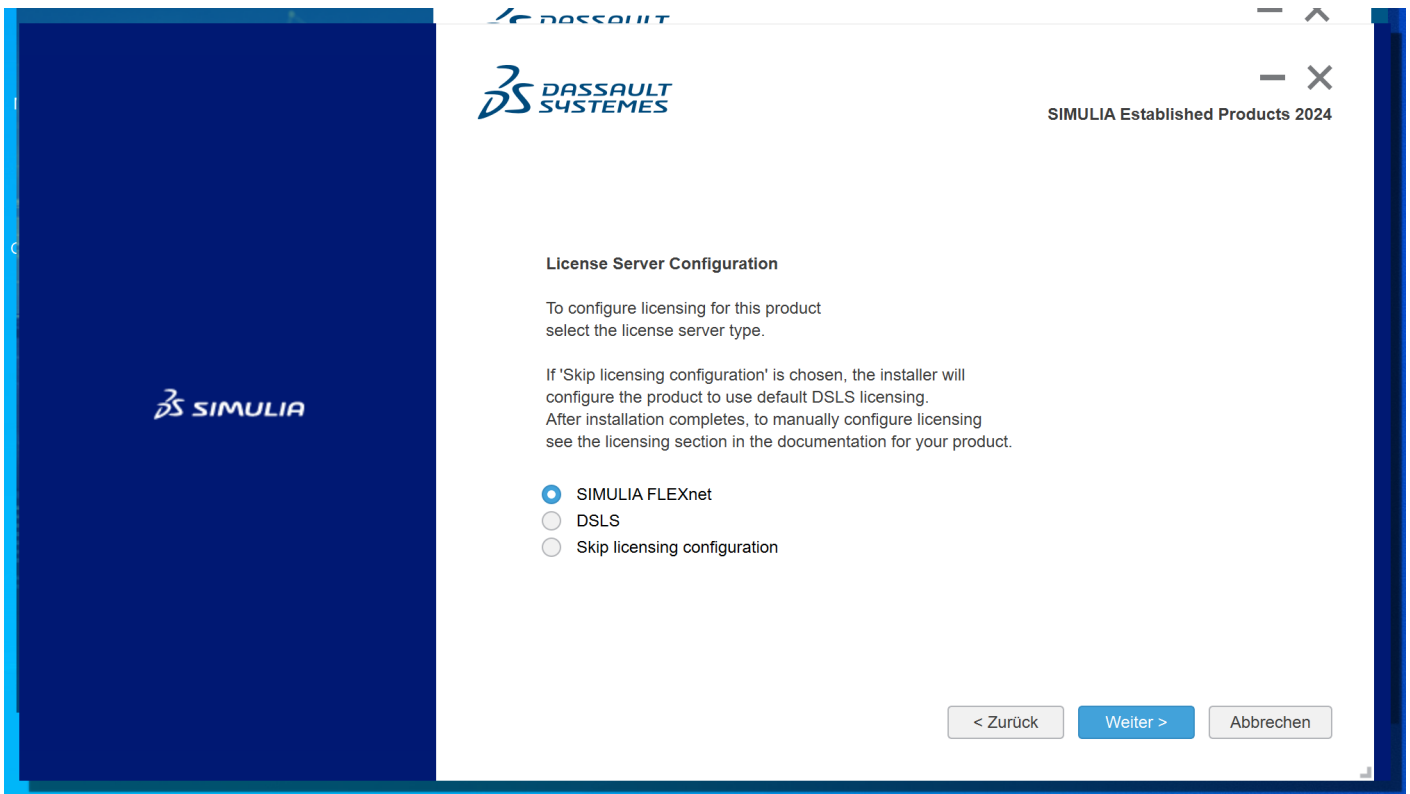 DASSAULT
DASSAULT
SYSTEMES
SIMULIA Established Products 2024
License Server Configuration
To configure licensing for this product
select the license server type.
If 'Skip licensing configuration' is chosen, the installer will
configure the product to use default DSLS licensing.
After installation completes, to manually configure licensing
see the licensing section in the documentation for your product.
SIMULIA
SIMULIA FLEXnet
DSLS
Skip licensing configuration
< Zurück
Weiter >
Abbrechen